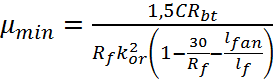 μ_min = 1,5CR_bt / (R_f k_or^2 (1 − 30/R_f − l_fan/l_f))